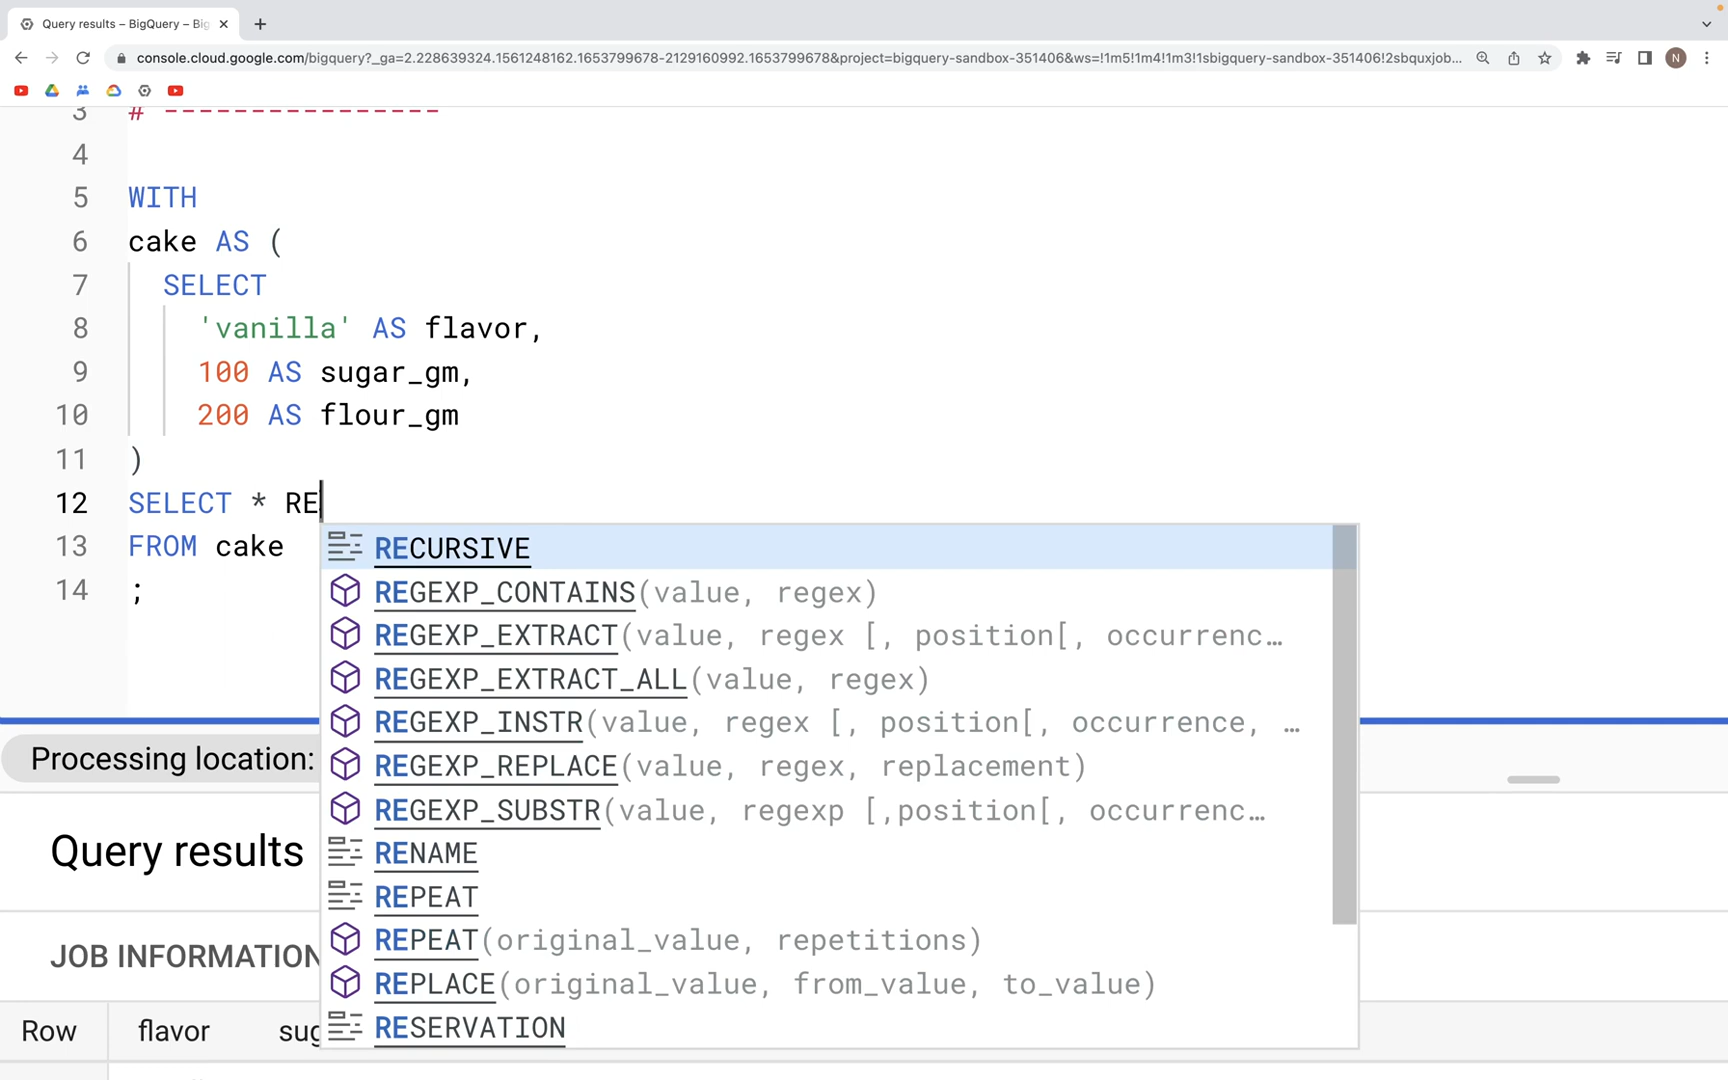 Query results – BigQuery – Big
console.cloud.google.com/bigquery?_ga=2.228639324.1561248162.1653799678-2129160992.1653799678&project=bigquery-sandbox-351406&ws=!1m5!1m4!1m3!1sbigquery-sandbox-351406!2sbquxjob...
N
3 # ----------------
4
5 WITH
6 cake AS (
7 SELECT
8 'vanilla' AS flavor,
9 100 AS sugar_gm,
10 200 AS flour_gm
11 )
12 SELECT * RE
13 FROM cake
14 ;
RECURSIVE
REGEXP_CONTAINS(value, regex)
REGEXP_EXTRACT(value, regex [, position[, occurrenc…
REGEXP_EXTRACT_ALL(value, regex)
REGEXP_INSTR(value, regex [, position[, occurrence, …
REGEXP_REPLACE(value, regex, replacement)
REGEXP_SUBSTR(value, regexp [,position[, occurrenc…
RENAME
REPEAT
REPEAT(original_value, repetitions)
REPLACE(original_value, from_value, to_value)
RESERVATION
Processing location:
Query results
JOB INFORMATION
Row flavor sug